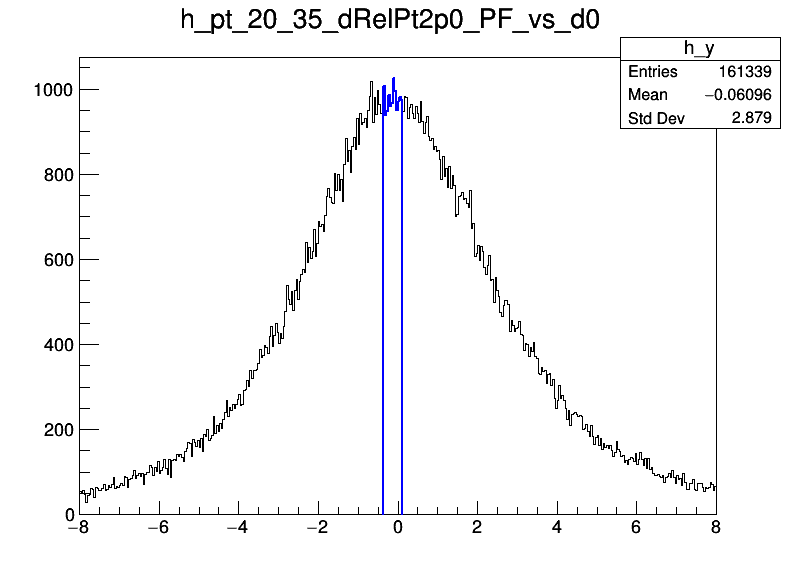 h_pt_20_35_dRelPt2p0_PF_vs_d0
h_y
Entries 161339
Mean −0.06096
Std Dev 2.879
1000
800
600
400
200
0
−8 −6 −4 −2 0 2 4 6 8